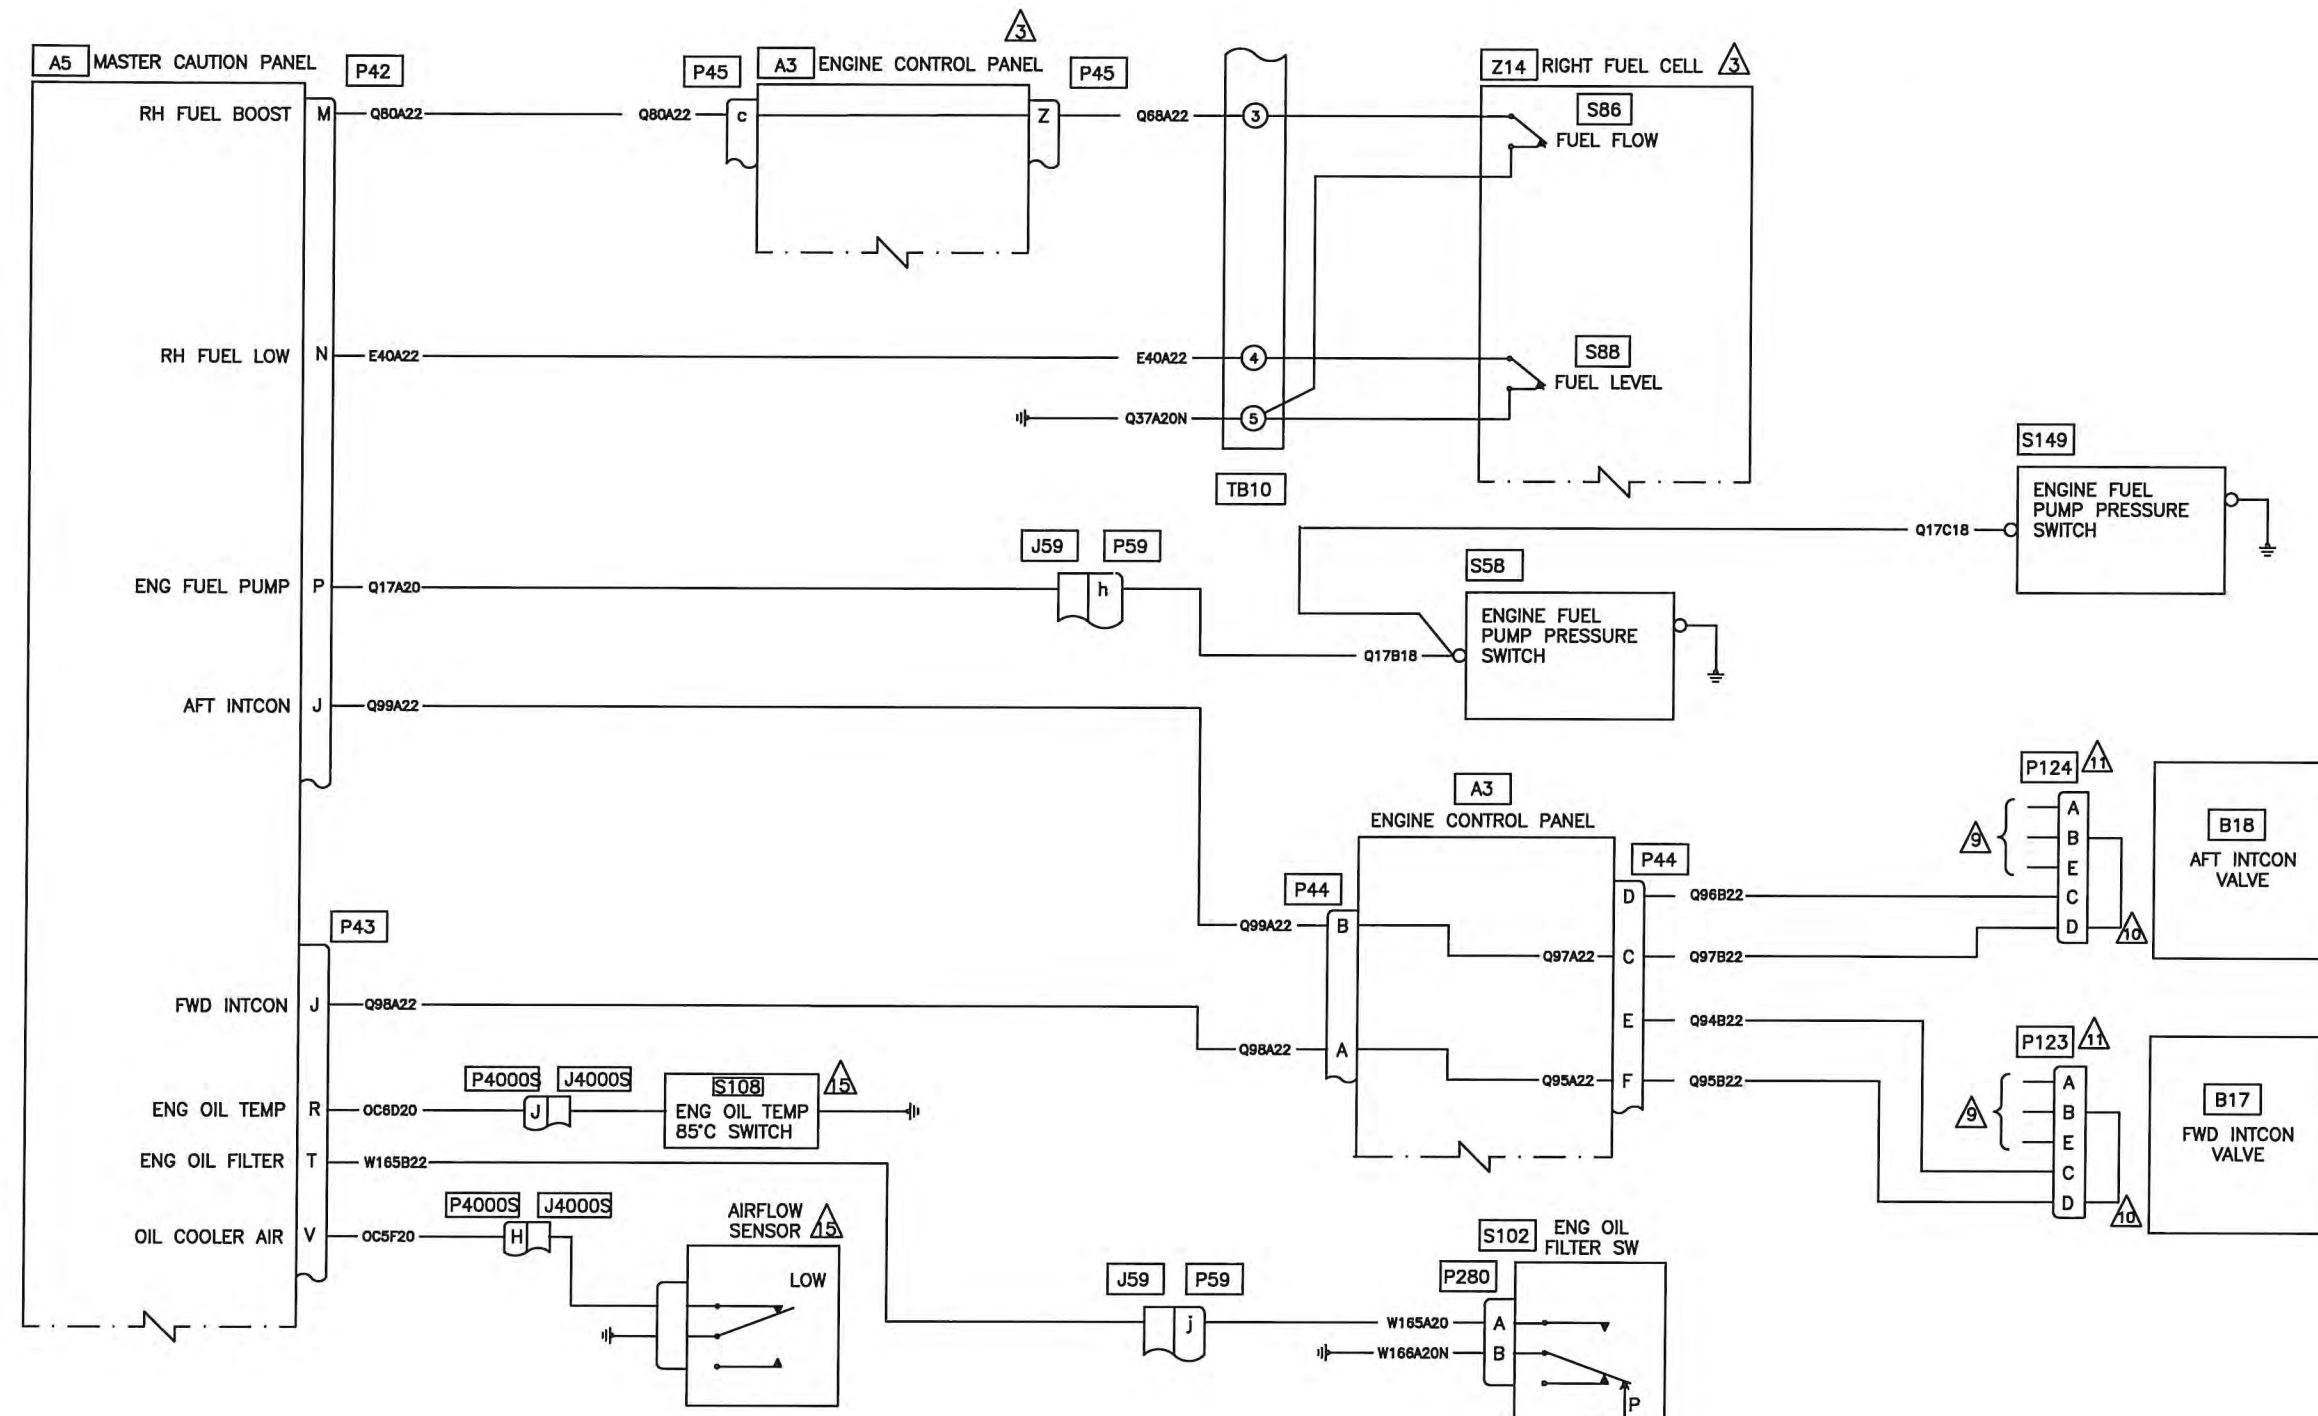 A5 MASTER CAUTION PANEL
P42
P45
A3 ENGINE CONTROL PANEL
3
P45
Z14 RIGHT FUEL CELL
3
RH FUEL BOOST M Q80A22 Q80A22 c Z Q68A22 3
S86
FUEL FLOW
RH FUEL LOW N E40A22 E40A22 4
S88
FUEL LEVEL
Q37A20N 5
TB10
S149
ENGINE FUEL
PUMP PRESSURE
SWITCH
Q17C18
J59 P59
ENG FUEL PUMP P Q17A20 h
S58
ENGINE FUEL
PUMP PRESSURE
SWITCH
Q17B18
AFT INTCON J Q99A22
A3
ENGINE CONTROL PANEL
P44
P44
Q99A22 B
Q97A22
D Q96B22
C Q97B22
E Q94B22
Q98A22 A
Q95A22
F Q95B22
P124
11
9
A
B
E
C
D
10
B18
AFT INTCON
VALVE
P43
FWD INTCON J Q98A22
P123
11
9
A
B
E
C
D
10
B17
FWD INTCON
VALVE
P4000S J4000S
S108
15
ENG OIL TEMP R OC6D20 J
ENG OIL TEMP
85°C SWITCH
ENG OIL FILTER T W165B22
P4000S J4000S
OIL COOLER AIR V OC5F20 H
AIRFLOW
SENSOR
15
LOW
J59 P59
j
S102 ENG OIL
FILTER SW
P280
W165A20 A
W166A20N B
P